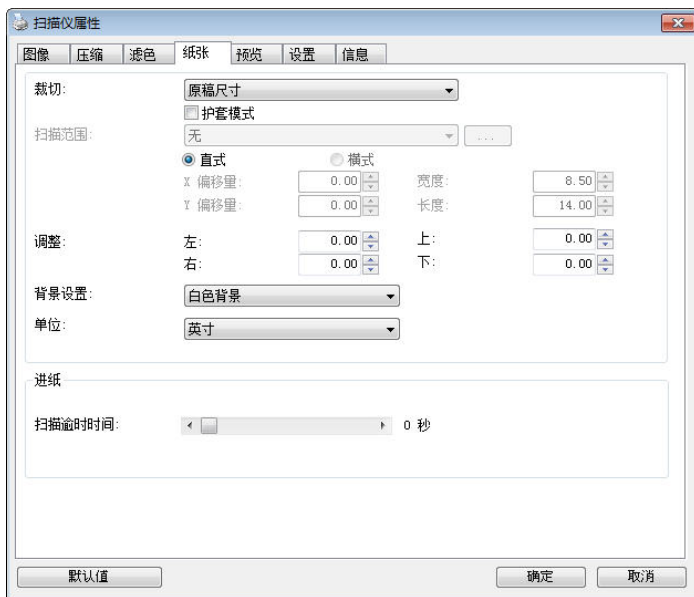 扫描仪属性
图像 压缩 滤色 纸张 预览 设置 信息
裁切: 原稿尺寸
护套模式
扫描范围: 无 ...
直式 横式
X 偏移量: 0.00 宽度: 8.50
Y 偏移量: 0.00 长度: 14.00
调整: 左: 0.00 上: 0.00
右: 0.00 下: 0.00
背景设置: 白色背景
单位: 英寸
进纸
扫描逾时时间: 0 秒
默认值 确定 取消